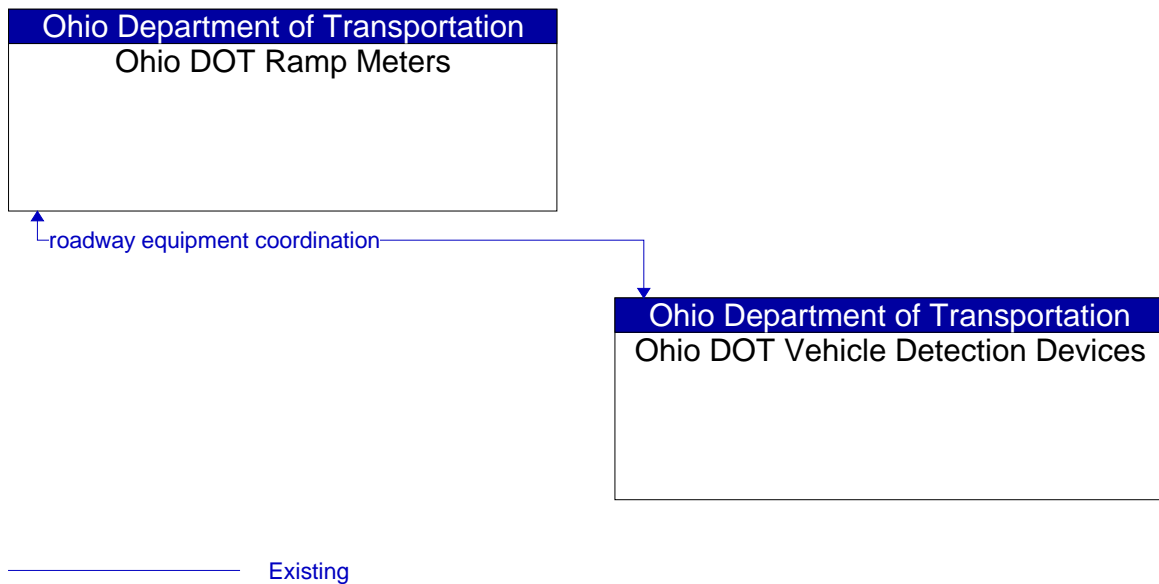 Ohio Department of Transportation
Ohio DOT Ramp Meters
roadway equipment coordination
Ohio Department of Transportation
Ohio DOT Vehicle Detection Devices
Existing